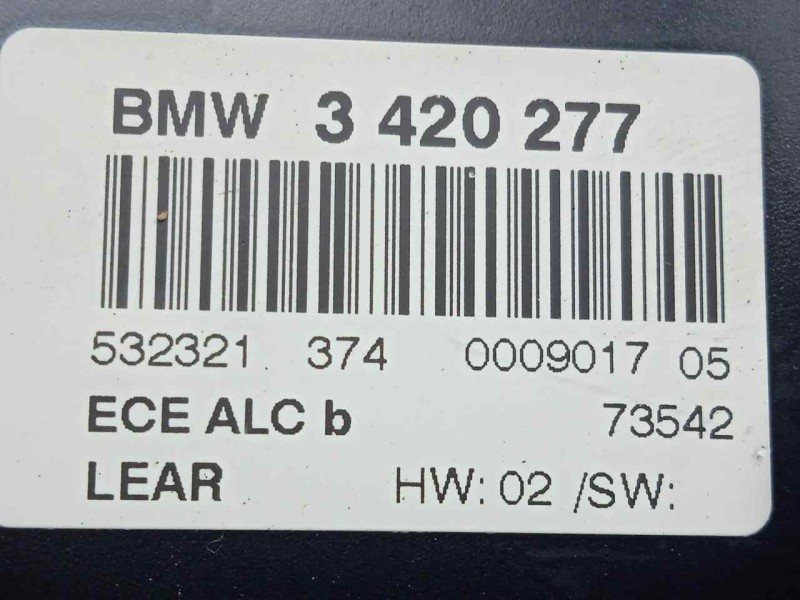 BMW 3 420 277
532321 374 0009017 05
ECE ALC b 73542
LEAR HW: 02 /SW: